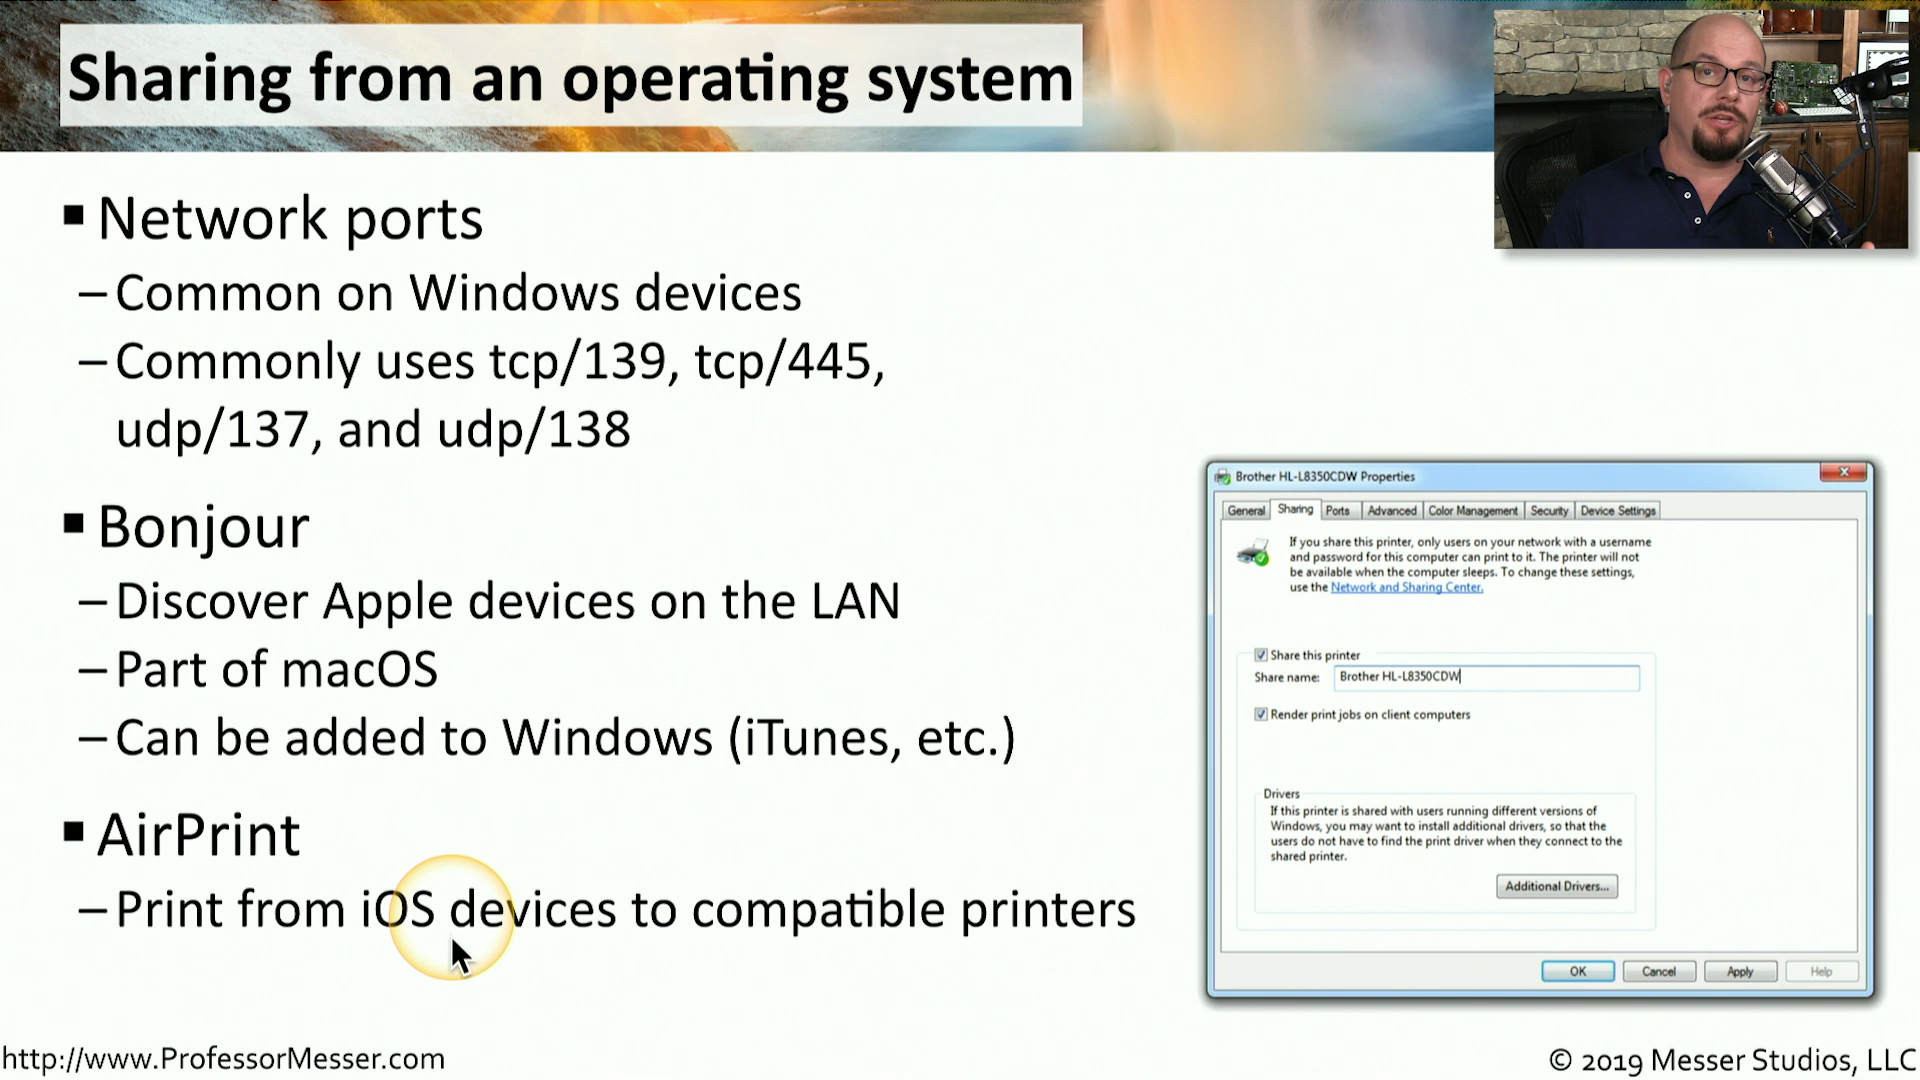 Sharing from an operating system
▪ Network ports
– Common on Windows devices
– Commonly uses tcp/139, tcp/445,
udp/137, and udp/138
▪ Bonjour
– Discover Apple devices on the LAN
– Part of macOS
– Can be added to Windows (iTunes, etc.)
▪ AirPrint
– Print from iOS devices to compatible printers
Brother HL-L8350CDW Properties
General Sharing Ports Advanced Color Management Security Device Settings
If you share this printer, only users on your network with a username
and password for this computer can print to it. The printer will not
be available when the computer sleeps. To change these settings,
use the Network and Sharing Center.
Share this printer
Share name: Brother HL-L8350CDW
Render print jobs on client computers
Drivers
If this printer is shared with users running different versions of
Windows, you may want to install additional drivers, so that the
users do not have to find the print driver when they connect to the
shared printer.
Additional Drivers...
OK Cancel Apply Help
http://www.ProfessorMesser.com
© 2019 Messer Studios, LLC